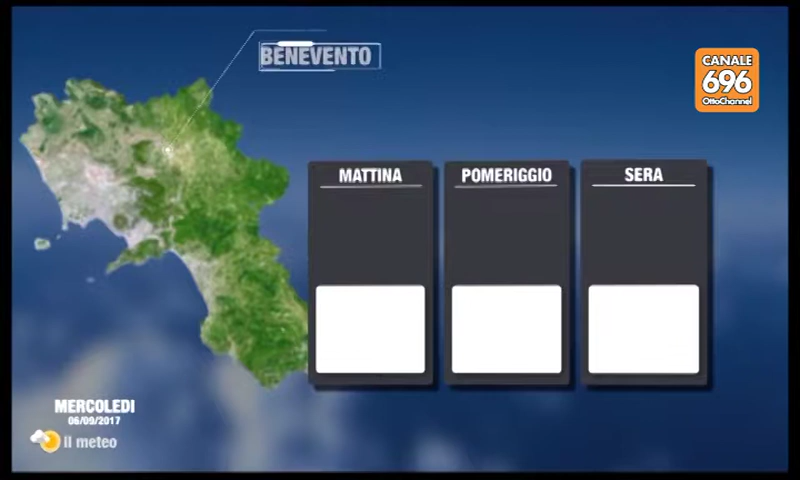 BENEVENTO
CANALE
696
OttoChannel
MATTINA
POMERIGGIO
SERA
MERCOLEDI
06/09/2017
Il meteo